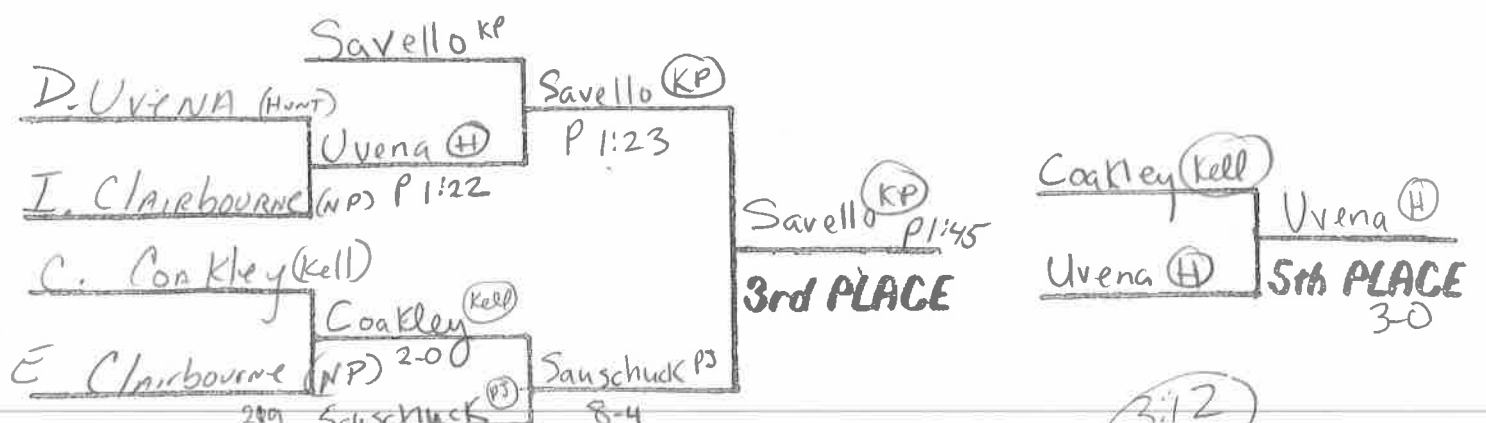 Savello KP
D. UVENA (HUNT)
Savello KP
P 1:23
Uvena H
P 1:22
I. Clairbourne (NP)
Savello KP
P 1:45
3rd PLACE
C. Coakley (Kell)
Coakley Kell
2-0
E Clairbourne (NP)
Sauschuck PJ
8-4
Sauschuck PJ
Coakley Kell
Uvena H
Uvena H
5th PLACE
3-0
3:12